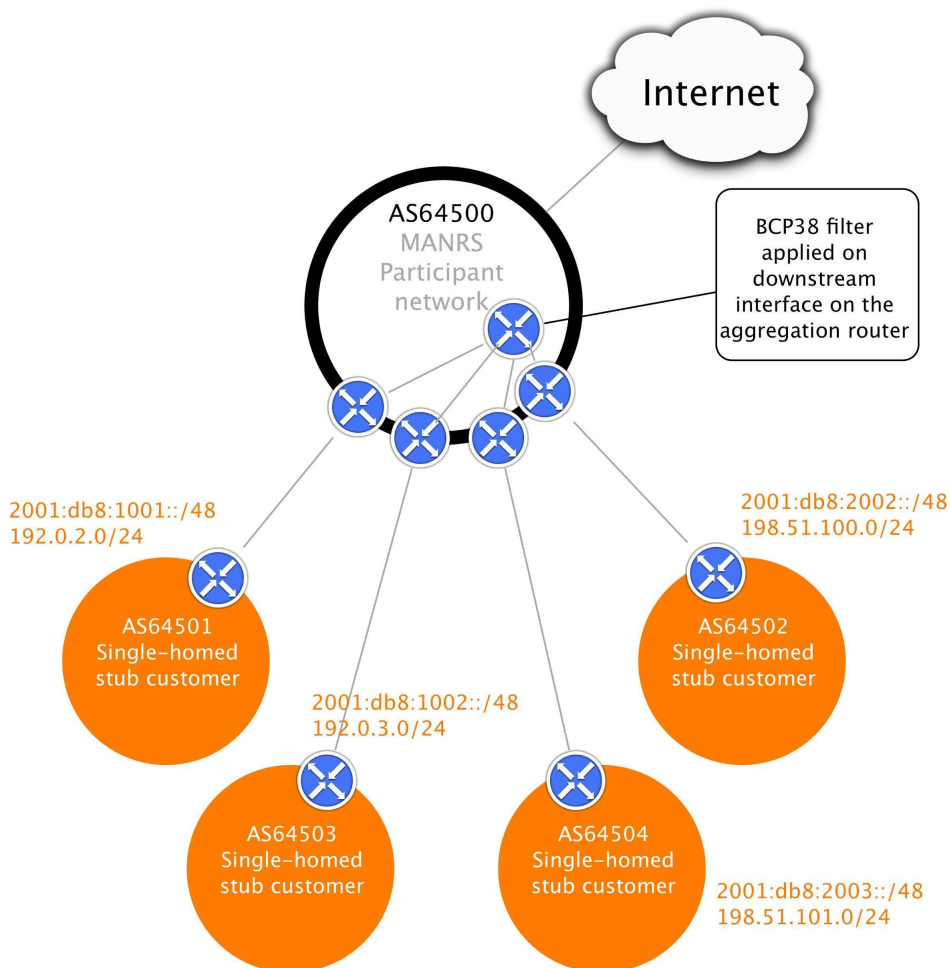 Internet
AS64500
MANRS
Participant
network
BCP38 filter
applied on
downstream
interface on the
aggregation router
2001:db8:1001::/48
192.0.2.0/24
2001:db8:2002::/48
198.51.100.0/24
AS64501
Single-homed
stub customer
AS64502
Single-homed
stub customer
2001:db8:1002::/48
192.0.3.0/24
AS64503
Single-homed
stub customer
AS64504
Single-homed
stub customer
2001:db8:2003::/48
198.51.101.0/24